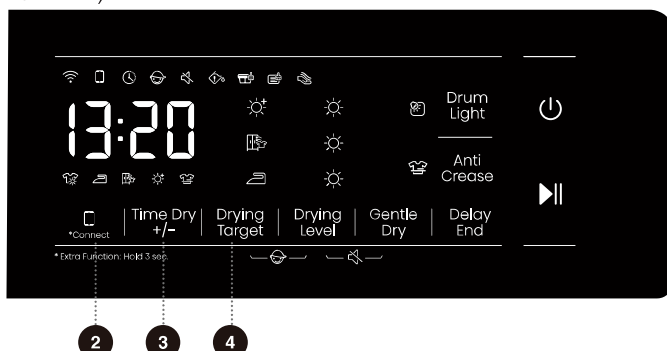 13:20
Drum
Light
Anti
Crease
*Connect
Time Dry
+/-
Drying
Target
Drying
Level
Gentle
Dry
Delay
End
* Extra Function: Hold 3 sec.
2
3
4